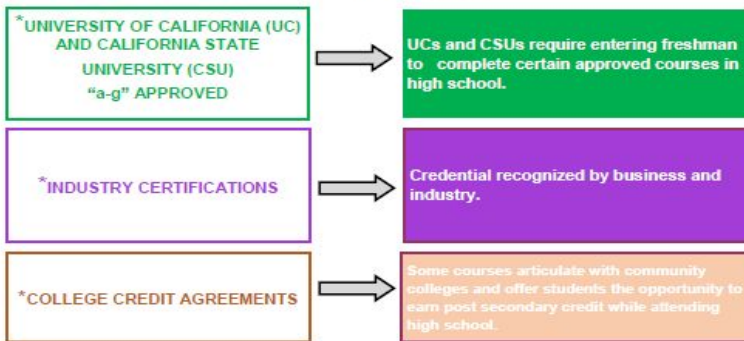 *UNIVERSITY OF CALIFORNIA (UC)
AND CALIFORNIA STATE
UNIVERSITY (CSU)
“a-g” APPROVED
UCs and CSUs require entering freshman
to complete certain approved courses in
high school.
*INDUSTRY CERTIFICATIONS
Credential recognized by business and
industry.
*COLLEGE CREDIT AGREEMENTS
Some courses articulate with community
colleges and offer students the opportunity to
earn post secondary credit while attending
high school.